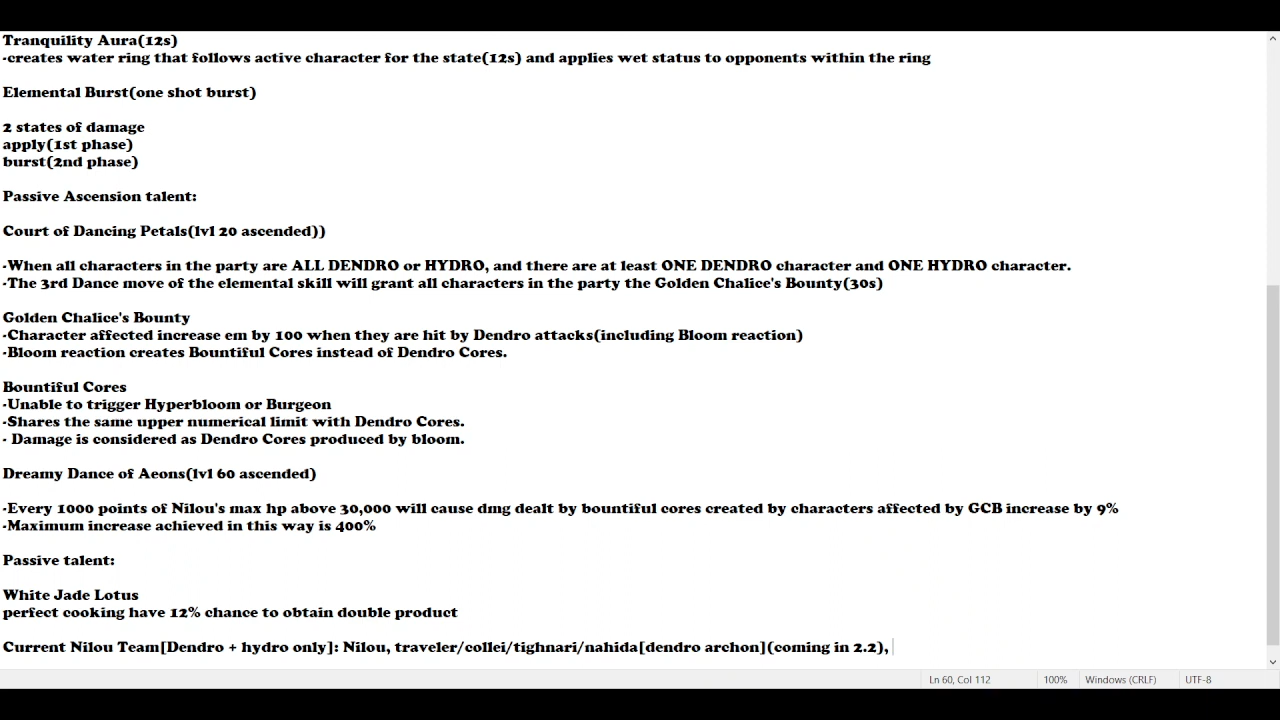 Tranquility Aura(12s)
-creates water ring that follows active character for the state(12s) and applies wet status to opponents within the ring
Elemental Burst(one shot burst)
2 states of damage
apply(1st phase)
burst(2nd phase)
Passive Ascension talent:
Court of Dancing Petals(lvl 20 ascended))
-When all characters in the party are ALL DENDRO or HYDRO, and there are at least ONE DENDRO character and ONE HYDRO character.
-The 3rd Dance move of the elemental skill will grant all characters in the party the Golden Chalice's Bounty(30s)
Golden Chalice's Bounty
-Character affected increase em by 100 when they are hit by Dendro attacks(including Bloom reaction)
-Bloom reaction creates Bountiful Cores instead of Dendro Cores.
Bountiful Cores
-Unable to trigger Hyperbloom or Burgeon
-Shares the same upper numerical limit with Dendro Cores.
- Damage is considered as Dendro Cores produced by bloom.
Dreamy Dance of Aeons(lvl 60 ascended)
-Every 1000 points of Nilou's max hp above 30,000 will cause dmg dealt by bountiful cores created by characters affected by GCB increase by 9%
-Maximum increase achieved in this way is 400%
Passive talent:
White Jade Lotus
perfect cooking have 12% chance to obtain double product
Current Nilou Team[Dendro + hydro only]: Nilou, traveler/collei/tighnari/nahida[dendro archon](coming in 2.2),
Ln 60, Col 112 100% Windows (CRLF) UTF-8